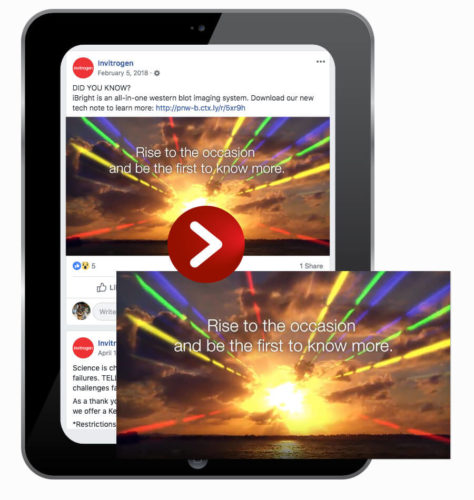 invitrogen
Invitrogen
February 5, 2018 ·
DID YOU KNOW?
iBright is an all-in-one western blot imaging system. Download our new
tech note to learn more: http://pnw-b.ctx.ly/r/5xr9h
Rise to the occasion
and be the first to know more.
5
1 Share
Li
Write
invitrogen
Invitr
April 1
Science is ch
failures. TELL
challenges fa
As a thank yo
we offer a Ke
*Restrictions
Rise to the occasion
and be the first to know more.